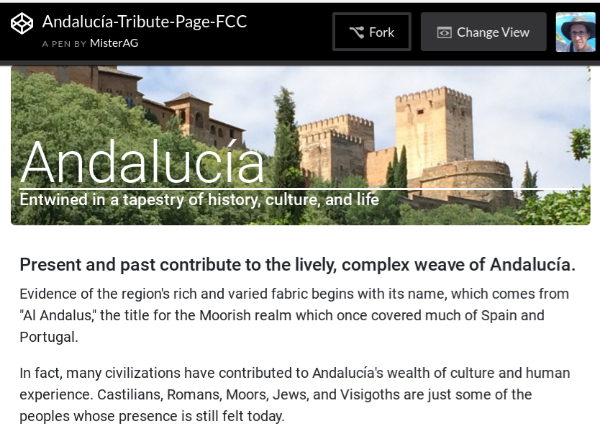 Andalucía-Tribute-Page-FCC
A PEN BY MisterAG
Fork
Change View
Andalucía
Entwined in a tapestry of history, culture, and life
Present and past contribute to the lively, complex weave of Andalucía.
Evidence of the region's rich and varied fabric begins with its name, which comes from
"Al Andalus," the title for the Moorish realm which once covered much of Spain and
Portugal.
In fact, many civilizations have contributed to Andalucía's wealth of culture and human
experience. Castilians, Romans, Moors, Jews, and Visigoths are just some of the
peoples whose presence is still felt today.